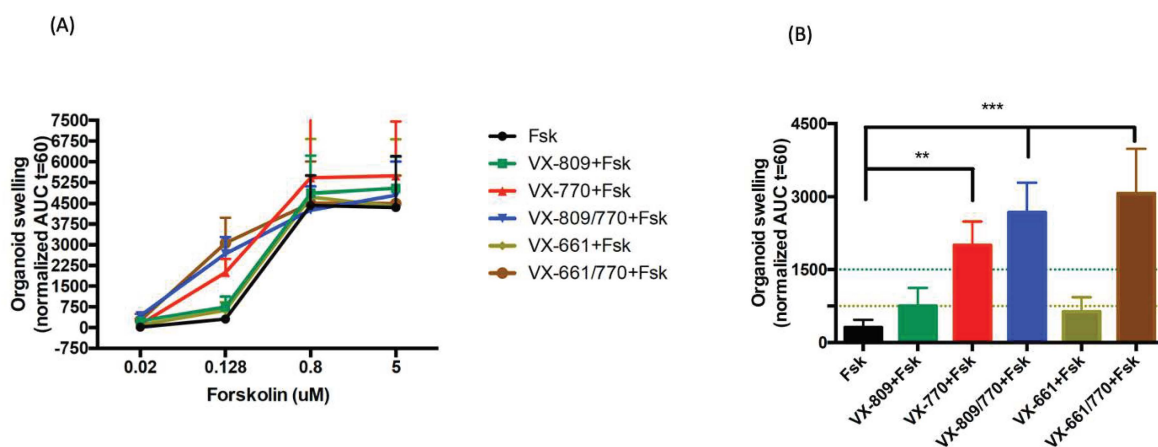 (A)
Organoid swelling
(normalized AUC t=60)
7500
6750
6000
5250
4500
3750
3000
2250
1500
750
0
-750
0.02
0.128
0.8
5
Forskolin (uM)
Fsk
VX-809+Fsk
VX-770+Fsk
VX-809/770+Fsk
VX-661+Fsk
VX-661/770+Fsk
(B)
Organoid swelling
(normalized AUC t=60)
4500
3000
1500
0
***
**
Fsk
VX-809+Fsk
VX-770+Fsk
VX-809/770+Fsk
VX-661+Fsk
VX-661/770+Fsk